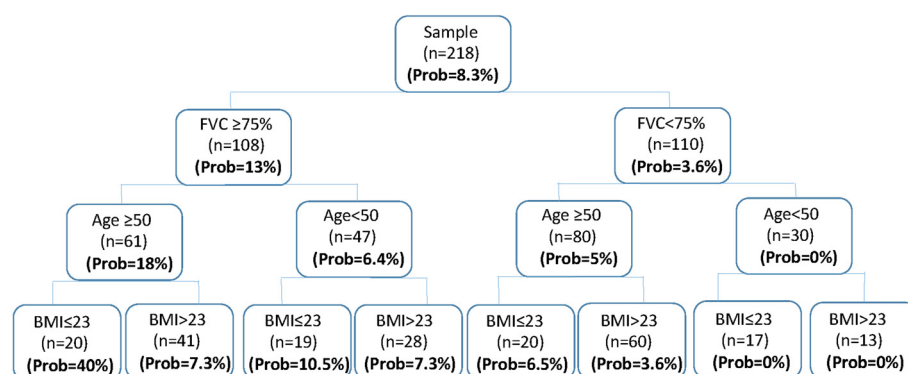 Sample
(n=218)
(Prob=8.3%)
FVC ≥75%
(n=108)
(Prob=13%)
FVC<75%
(n=110)
(Prob=3.6%)
Age ≥50
(n=61)
(Prob=18%)
Age<50
(n=47)
(Prob=6.4%)
Age ≥50
(n=80)
(Prob=5%)
Age<50
(n=30)
(Prob=0%)
BMI≤23
(n=20)
(Prob=40%)
BMI>23
(n=41)
(Prob=7.3%)
BMI≤23
(n=19)
(Prob=10.5%)
BMI>23
(n=28)
(Prob=7.3%)
BMI≤23
(n=20)
(Prob=6.5%)
BMI>23
(n=60)
(Prob=3.6%)
BMI≤23
(n=17)
(Prob=0%)
BMI>23
(n=13)
(Prob=0%)